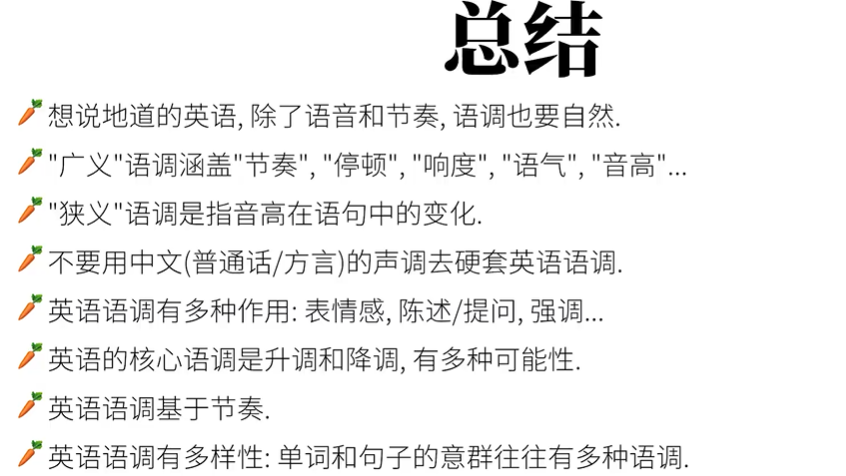 总结
🥕想说地道的英语, 除了语音和节奏, 语调也要自然.
🥕"广义"语调涵盖"节奏", "停顿", "响度", "语气", "音高"...
🥕"狭义"语调是指音高在语句中的变化.
🥕不要用中文(普通话/方言)的声调去硬套英语语调.
🥕英语语调有多种作用: 表情感, 陈述/提问, 强调...
🥕英语的核心语调是升调和降调, 有多种可能性.
🥕英语语调基于节奏.
🥕英语语调有多样性: 单词和句子的意群往往有多种语调.